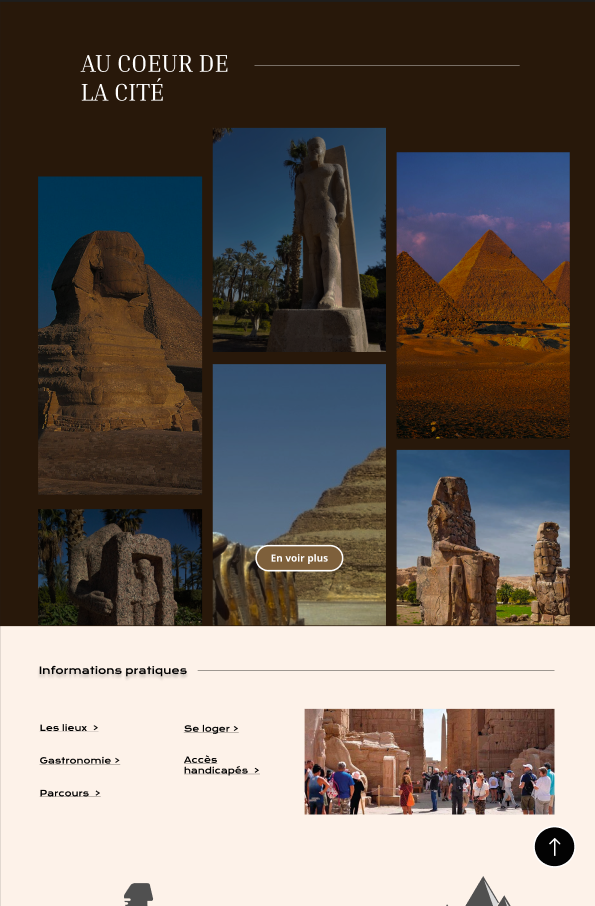 AU COEUR DE
LA CITÉ
En voir plus
Informations pratiques
Les lieux >
Se loger >
Gastronomie >
Accès
handicapés >
Parcours >